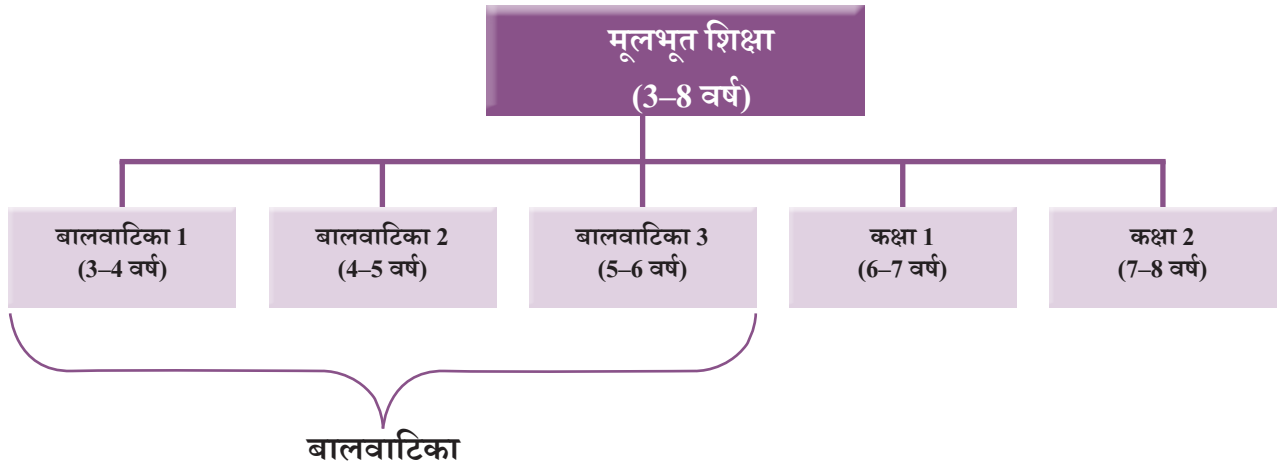 मूलभूत शिक्षा
(3–8 वर्ष)
बालवाटिका 1
(3–4 वर्ष)
बालवाटिका 2
(4–5 वर्ष)
बालवाटिका 3
(5–6 वर्ष)
कक्षा 1
(6–7 वर्ष)
कक्षा 2
(7–8 वर्ष)
बालवाटिका